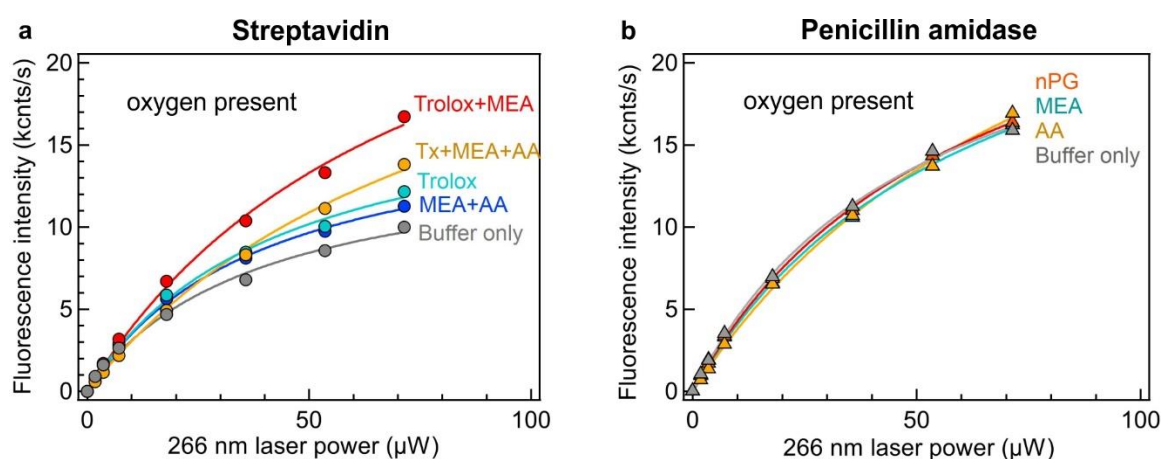 a
Streptavidin
Fluorescence intensity (kcnts/s)
20
15
10
5
0
oxygen present
Trolox+MEA
Tx+MEA+AA
Trolox
MEA+AA
Buffer only
0
50
100
266 nm laser power (µW)
b
Penicillin amidase
Fluorescence intensity (kcnts/s)
20
15
10
5
0
oxygen present
nPG
MEA
AA
Buffer only
0
50
100
266 nm laser power (µW)